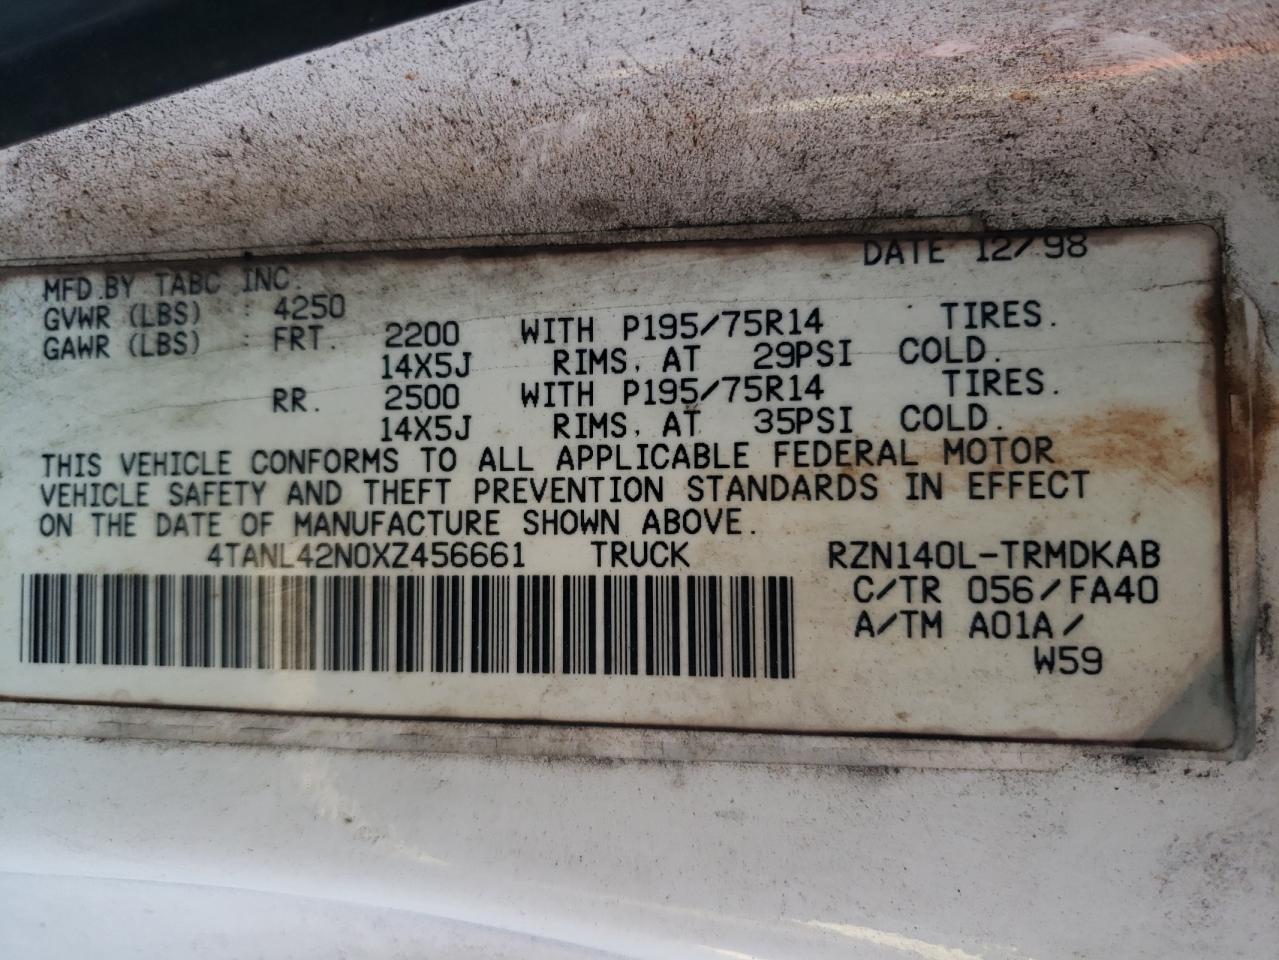 DATE 12/98
MFD.BY TABC INC.
GVWR (LBS) : 4250
GAWR (LBS) : FRT. 2200 WITH P195/75R14 TIRES.
14X5J RIMS, AT 29PSI COLD.
RR. 2500 WITH P195/75R14 TIRES.
14X5J RIMS, AT 35PSI COLD.
THIS VEHICLE CONFORMS TO ALL APPLICABLE FEDERAL MOTOR
VEHICLE SAFETY AND THEFT PREVENTION STANDARDS IN EFFECT
ON THE DATE OF MANUFACTURE SHOWN ABOVE.
4TANL42N0XZ456661 TRUCK RZN140L-TRMDKAB
C/TR 056/FA40
A/TM A01A/
W59